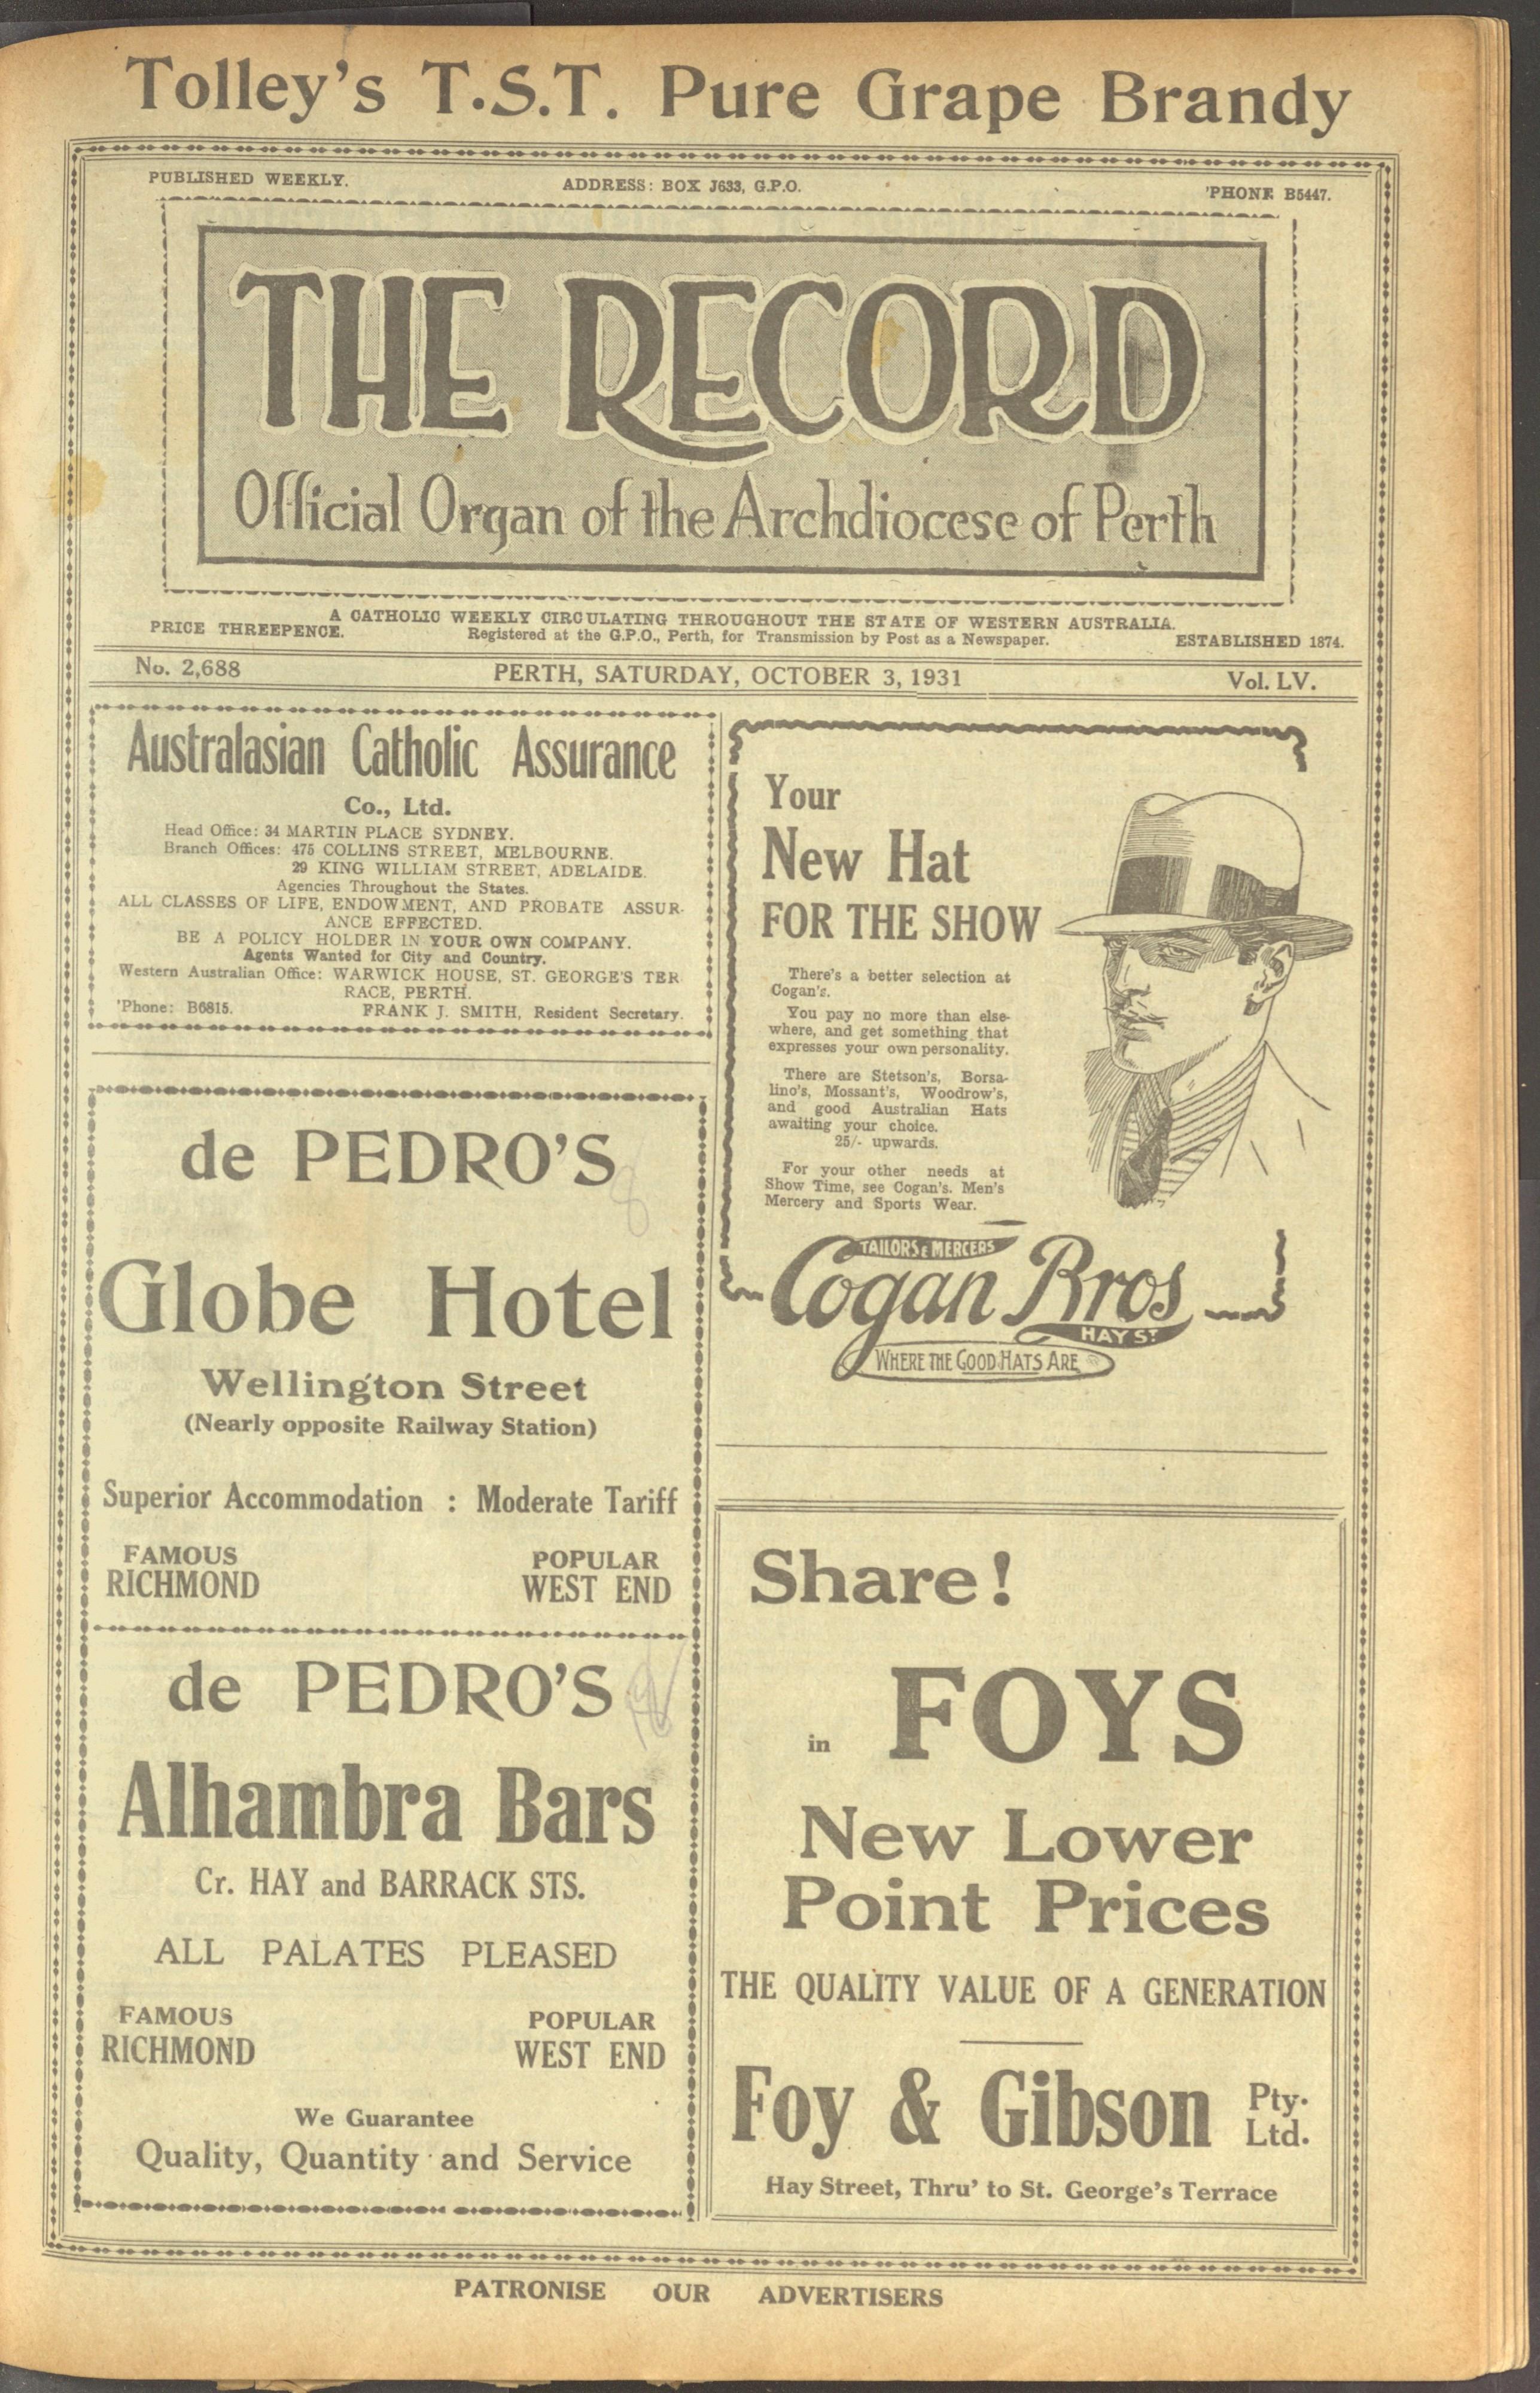 Tolley's T.S.T. Pure Grape Brandy
PUBLISHED WEEKLY.
ADDRESS: BOX J633, G.P.O.
'PHONE B5447.
THE RECORD
Official Organ of the Archdiocese of Perth
A CATHOLIC WEEKLY CIRCULATING THROUGHOUT THE STATE OF WESTERN AUSTRALIA.
PRICE THREEPENCE.
Registered at the G.P.O., Perth, for Transmission by Post as a Newspaper.
ESTABLISHED 1874.
No. 2,688
PERTH, SATURDAY, OCTOBER 3, 1931
Vol. LV.
Australasian Catholic Assurance
Co., Ltd.
Head Office: 34 MARTIN PLACE SYDNEY.
Branch Offices: 475 COLLINS STREET, MELBOURNE.
29 KING WILLIAM STREET, ADELAIDE.
Agencies Throughout the States.
ALL CLASSES OF LIFE, ENDOWMENT, AND PROBATE ASSUR-
ANCE EFFECTED.
BE A POLICY HOLDER IN YOUR OWN COMPANY.
Agents Wanted for City and Country.
Western Australian Office: WARWICK HOUSE, ST. GEORGE'S TER
RACE, PERTH.
'Phone: B6815.
FRANK J. SMITH, Resident Secretary.
de PEDRO'S
Globe Hotel
Wellington Street
(Nearly opposite Railway Station)
Superior Accommodation : Moderate Tariff
FAMOUS
RICHMOND
POPULAR
WEST END
de PEDRO'S
Alhambra Bars
Cr. HAY and BARRACK STS.
ALL PALATES PLEASED
FAMOUS
RICHMOND
POPULAR
WEST END
We Guarantee
Quality, Quantity and Service
Your
New Hat
FOR THE SHOW
There's a better selection at
Cogan's.
You pay no more than else-
where, and get something that
expresses your own personality.
There are Stetson's, Borsa-
lino's, Mossant's, Woodrow's,
and good Australian Hats
awaiting your choice.
25/- upwards.
For your other needs at
Show Time, see Cogan's. Men's
Mercery and Sports Wear.
TAILORS & MERCERS
Cogan Bros
HAY ST
WHERE THE GOOD HATS ARE
Share!
in FOYS
New Lower
Point Prices
THE QUALITY VALUE OF A GENERATION
Foy & Gibson Pty.
Ltd.
Hay Street, Thru' to St. George's Terrace
PATRONISE OUR ADVERTISERS